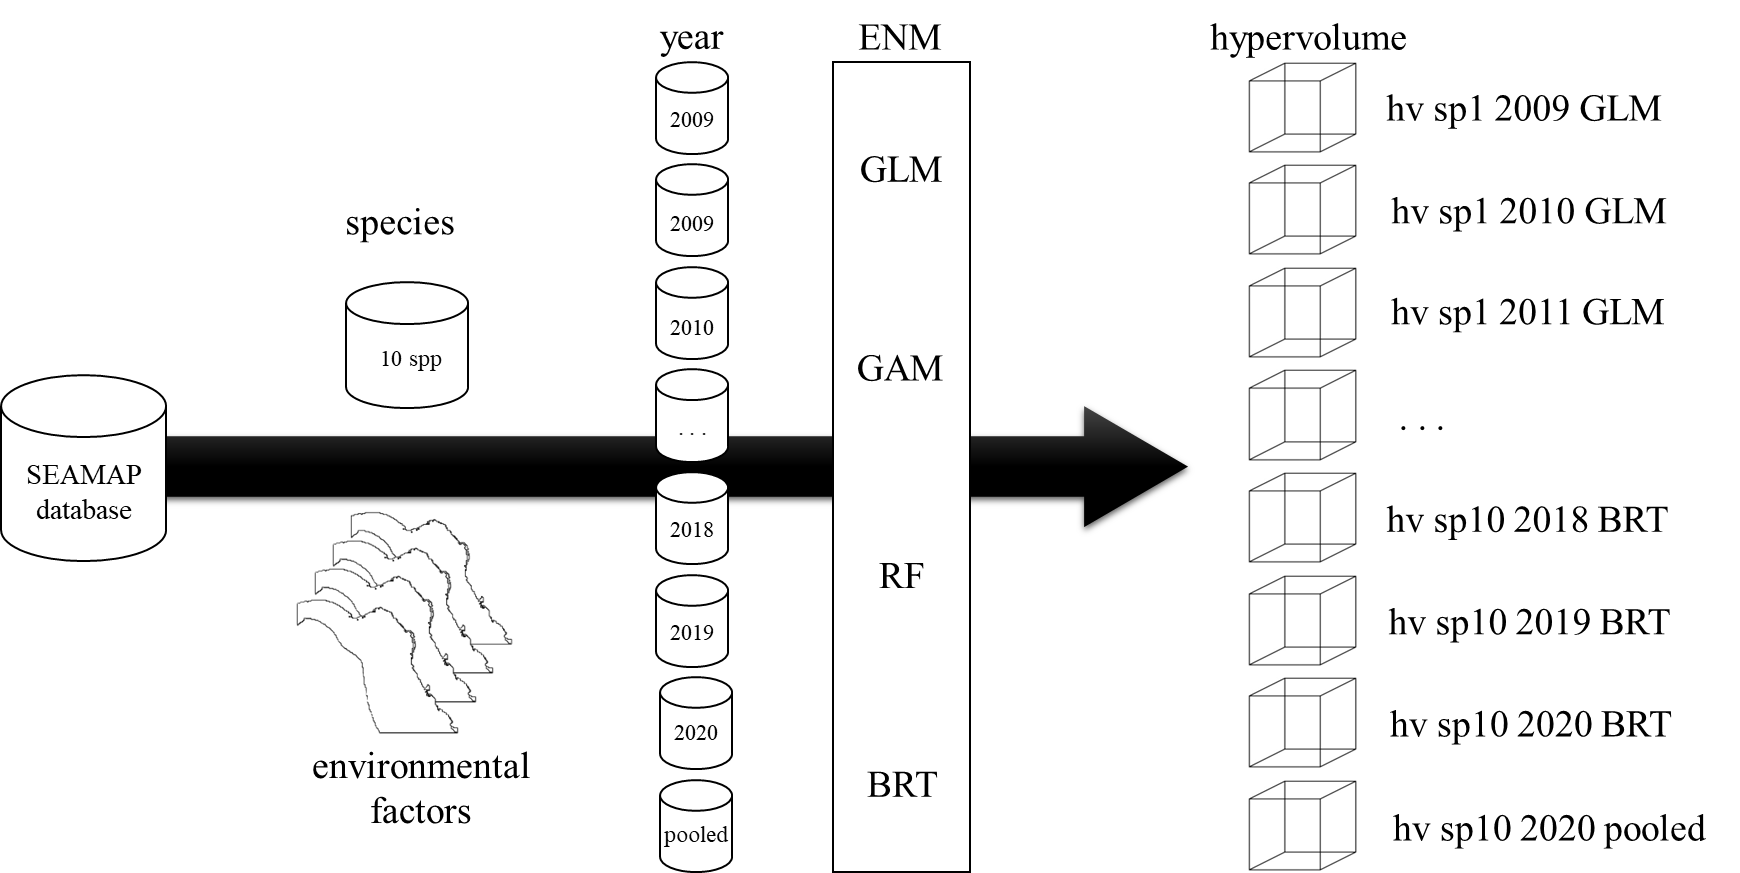 SEAMAP
database
species
10 spp
environmental
factors
year
2009
2009
2010
. . .
2018
2019
2020
pooled
ENM
GLM
GAM
RF
BRT
hypervolume
hv sp1 2009 GLM
hv sp1 2010 GLM
hv sp1 2011 GLM
. . .
hv sp10 2018 BRT
hv sp10 2019 BRT
hv sp10 2020 BRT
hv sp10 2020 pooled